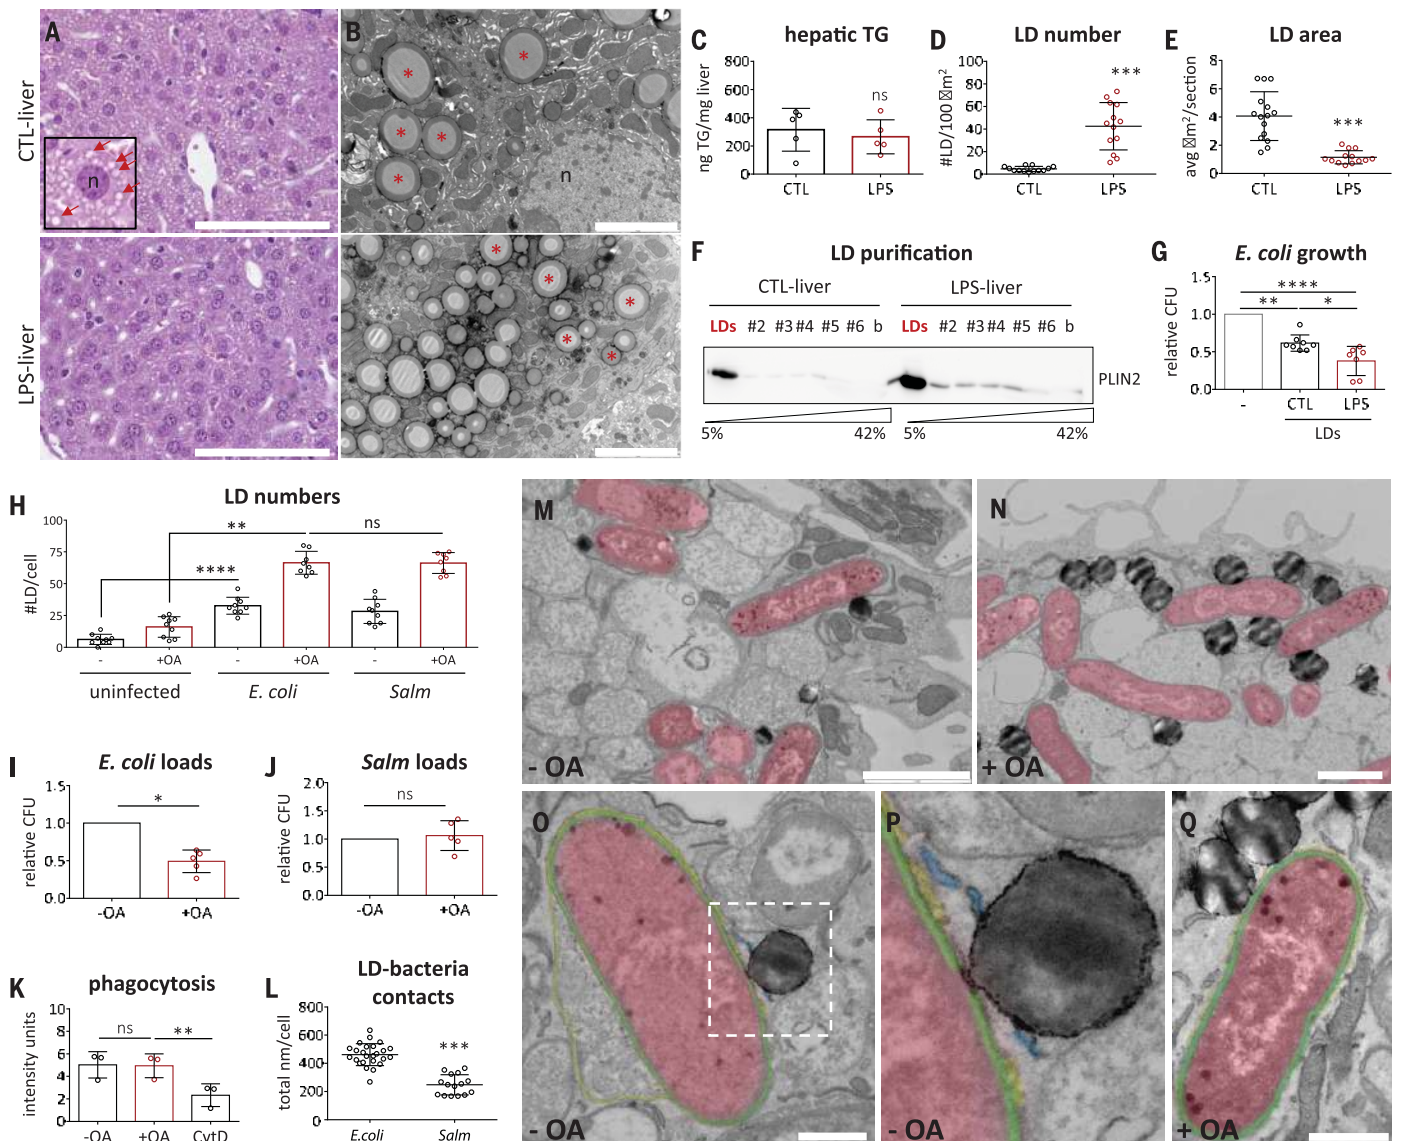 A
CTL-liver
n
LPS-liver
B
*
*
*
*
*
n
*
*
*
*
*
C
hepatic TG
ng TG/mg liver
800
600
400
200
0
ns
CTL
LPS
D
LD number
#LD/100 m²
100
80
60
40
20
0
***
CTL
LPS
E
LD area
avg m²/section
8
6
4
2
0
***
CTL
LPS
F
LD purification
CTL-liver
LPS-liver
LDs #2 #3 #4 #5 #6 b
LDs #2 #3 #4 #5 #6 b
PLIN2
5% 42%
5% 42%
G
E. coli growth
relative CFU
1.5
1.0
0.5
0.0
****
** *
- CTL LPS
LDs
H
LD numbers
#LD/cell
100
75
50
25
0
** ns
****
- +OA - +OA - +OA
uninfected E. coli Salm
I
E. coli loads
relative CFU
1.5
1.0
0.5
0.0
*
-OA +OA
J
Salm loads
relative CFU
2.0
1.5
1.0
0.5
0.0
ns
-OA +OA
K
phagocytosis
intensity units
10
8
6
4
2
0
ns **
-OA +OA CytD
L
LD-bacteria
contacts
total nm/cell
800
600
400
200
0
***
E.coli Salm
M
- OA
N
+ OA
O
- OA
P
- OA
Q
+ OA